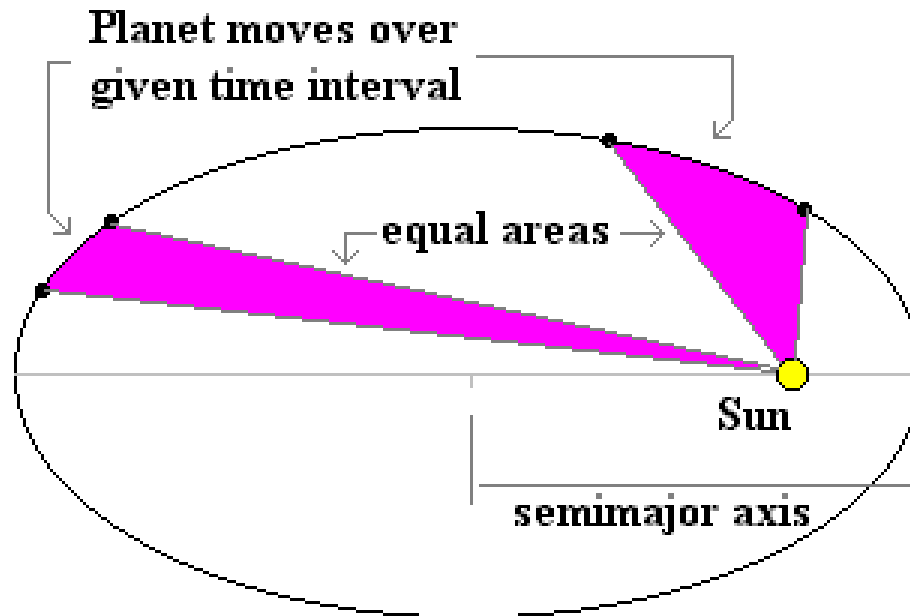 Planet moves over
given time interval
equal areas
Sun
semimajor axis